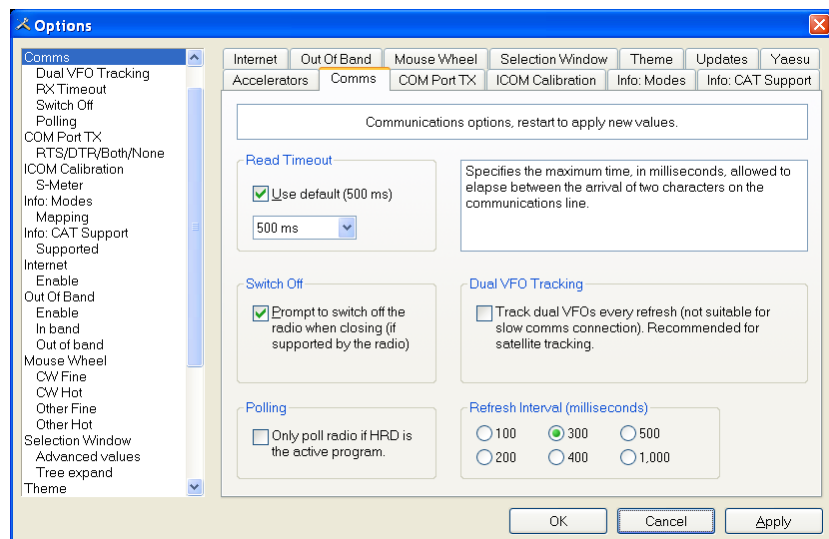 Options
Comms
Dual VFO Tracking
RX Timeout
Switch Off
Polling
COM Port TX
RTS/DTR/Both/None
ICOM Calibration
S-Meter
Info: Modes
Mapping
Info: CAT Support
Supported
Internet
Enable
Out Of Band
Enable
In band
Out of band
Mouse Wheel
CW Fine
CW Hot
Other Fine
Other Hot
Selection Window
Advanced values
Tree expand
Theme
Internet Out Of Band Mouse Wheel Selection Window Theme Updates Yaesu
Accelerators Comms COM Port TX ICOM Calibration Info: Modes Info: CAT Support
Communications options, restart to apply new values.
Read Timeout
Use default (500 ms)
500 ms
Specifies the maximum time, in milliseconds, allowed to
elapse between the arrival of two characters on the
communications line.
Switch Off
Prompt to switch off the
radio when closing (if
supported by the radio)
Dual VFO Tracking
Track dual VFOs every refresh (not suitable for
slow comms connection). Recommended for
satellite tracking.
Polling
Only poll radio if HRD is
the active program.
Refresh Interval (milliseconds)
100 300 500
200 400 1,000
OK Cancel Apply